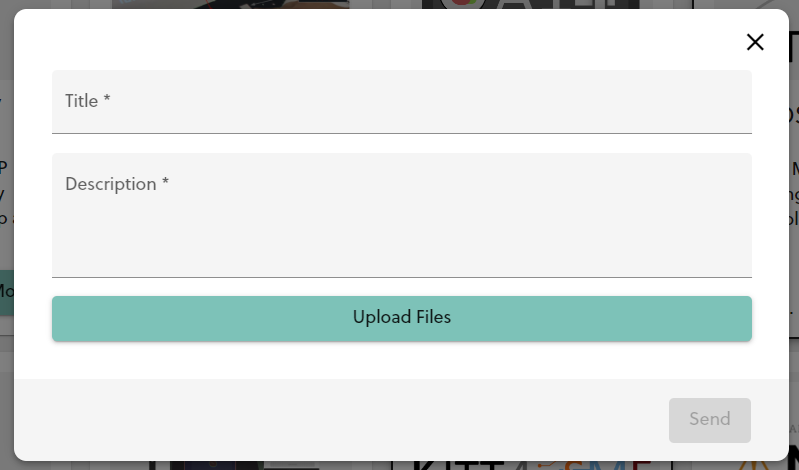 Title *
Description *
Upload Files
Send